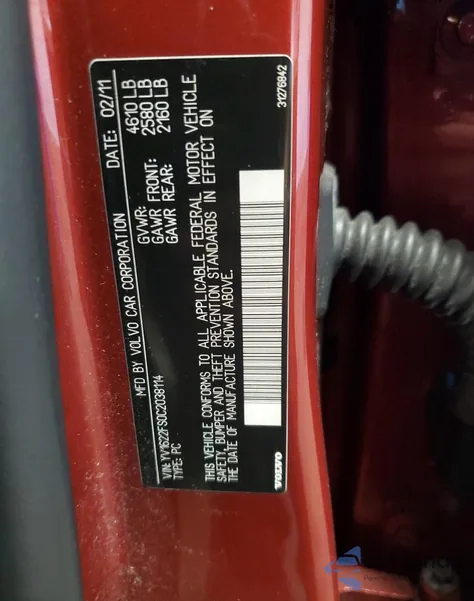 MFD BY VOLVO CAR CORPORATION DATE: 02/11
GVWR: 4610 LB
GAWR FRONT: 2580 LB
GAWR REAR: 2160 LB
VIN: YV1622FS0C2038114
TYPE: PC
THIS VEHICLE CONFORMS TO ALL APPLICABLE FEDERAL MOTOR VEHICLE
SAFETY, BUMPER AND THEFT PREVENTION STANDARDS IN EFFECT ON
THE DATE OF MANUFACTURE SHOWN ABOVE.
VOLVO
31276842